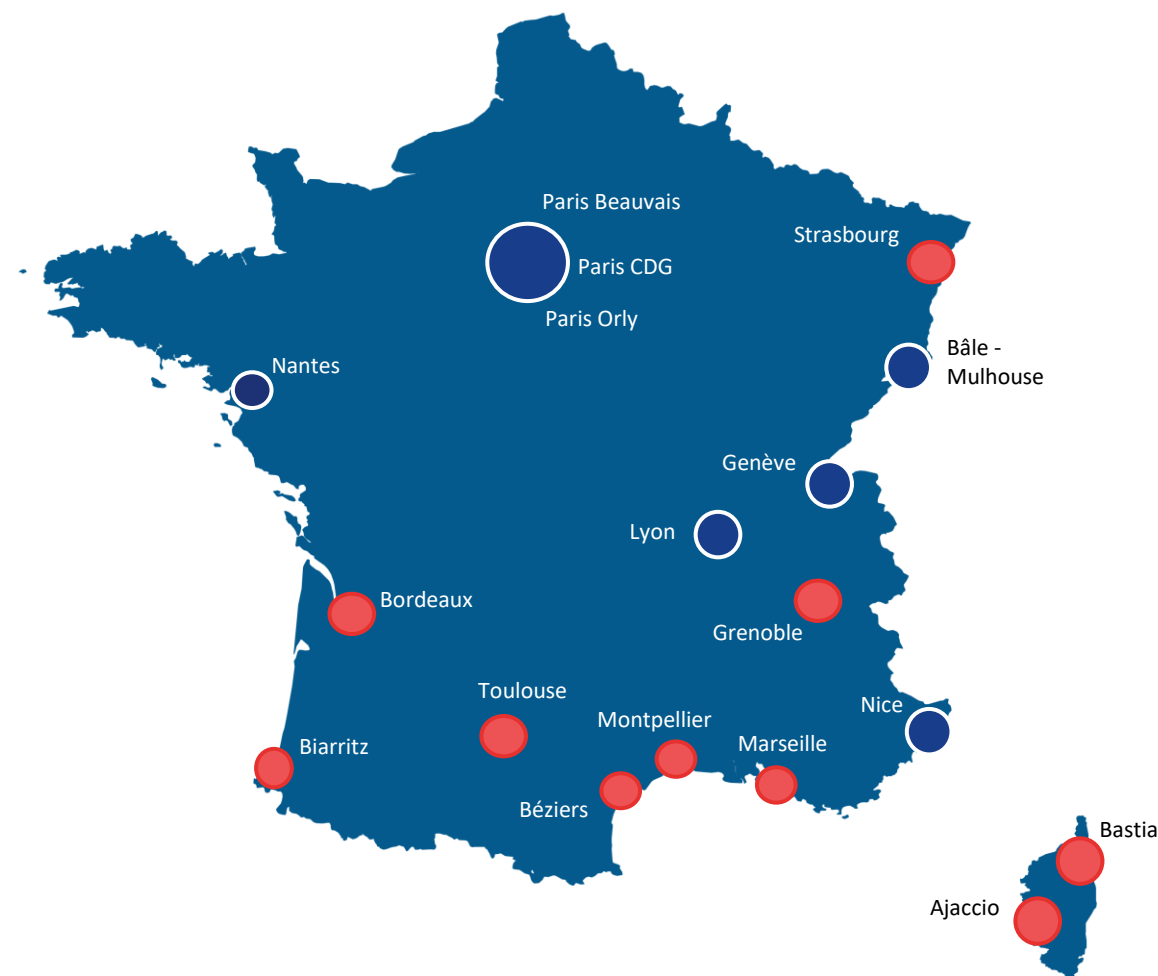 Paris Beauvais
Strasbourg
Paris CDG
Paris Orly
Bâle -
Mulhouse
Nantes
Genève
Lyon
Bordeaux
Grenoble
Toulouse
Nice
Montpellier
Marseille
Biarritz
Béziers
Bastia
Ajaccio